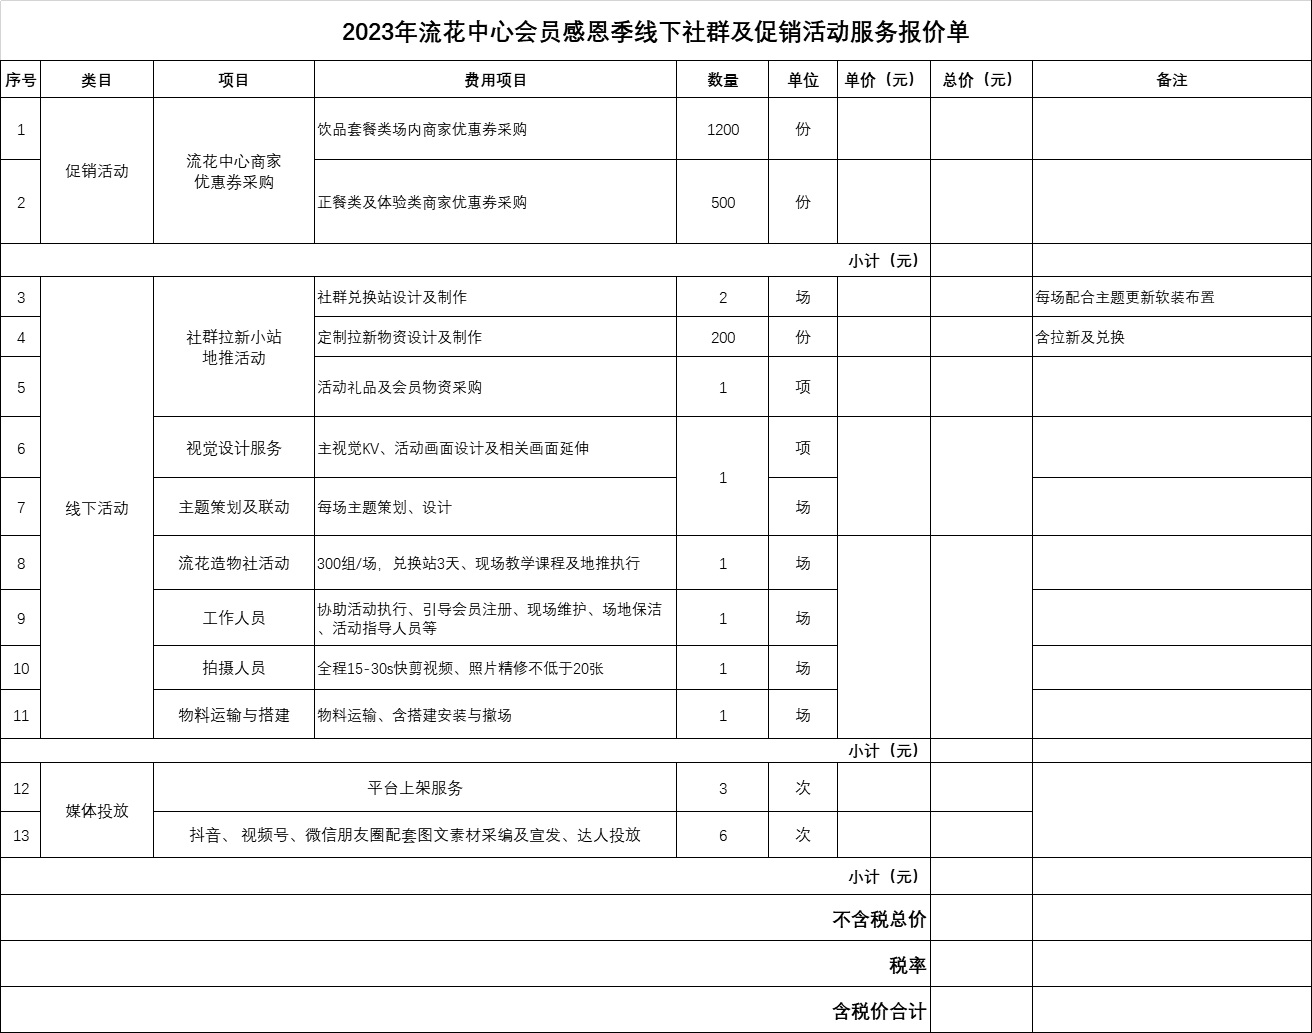 2023年流花中心会员感恩季线下社群及促销活动服务报价单
序号 类目 项目 费用项目 数量 单位 单价（元） 总价（元） 备注
1 促销活动 流花中心商家
优惠券采购 饮品套餐类场内商家优惠券采购 1200 份
2 正餐类及体验类商家优惠券采购 500 份
小计（元）
3 线下活动 社群拉新小站
地推活动 社群兑换站设计及制作 2 场 每场配合主题更新软装布置
4 定制拉新物资设计及制作 200 份 含拉新及兑换
5 活动礼品及会员物资采购 1 项
6 视觉设计服务 主视觉KV、活动画面设计及相关画面延伸 1 项
7 主题策划及联动 每场主题策划、设计 场
8 流花造物社活动 300组/场，兑换站3天、现场教学课程及地推执行 1 场
9 工作人员 协助活动执行、引导会员注册、现场维护、场地保洁
、活动指导人员等 1 场
10 拍摄人员 全程15-30s快剪视频、照片精修不低于20张 1 场
11 物料运输与搭建 物料运输、含搭建安装与撤场 1 场
小计（元）
12 媒体投放 平台上架服务 3 次
13 抖音、 视频号、微信朋友圈配套图文素材采编及宣发、达人投放 6 次
小计（元）
不含税总价
税率
含税价合计